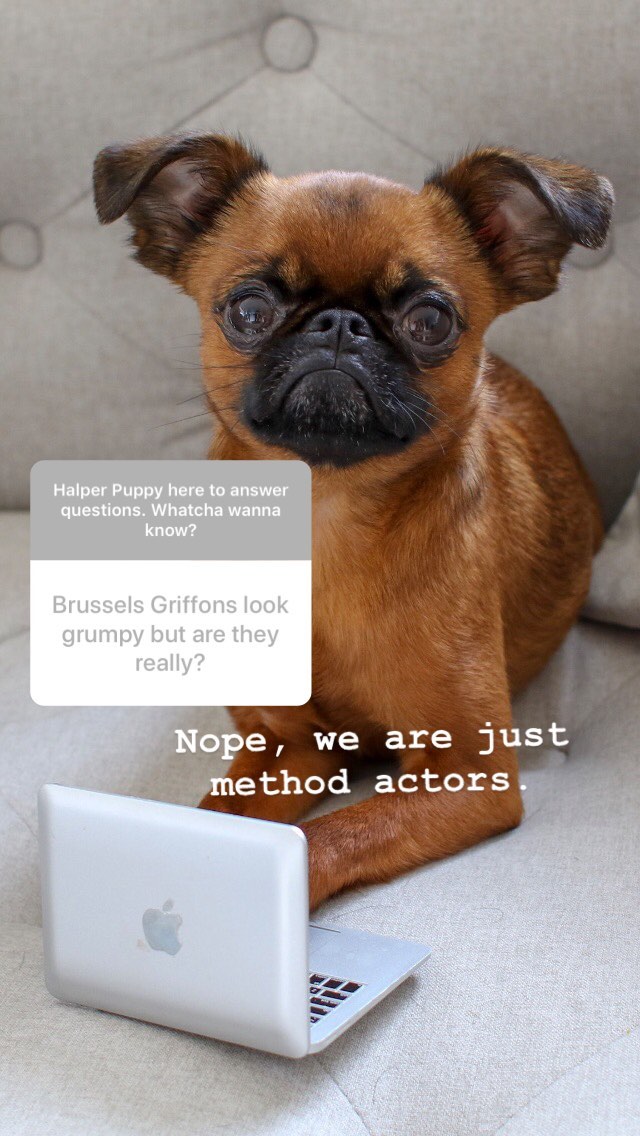 Halper Puppy here to answer
questions. Whatcha wanna
know?
Brussels Griffons look
grumpy but are they
really?
Nope, we are just
method actors.